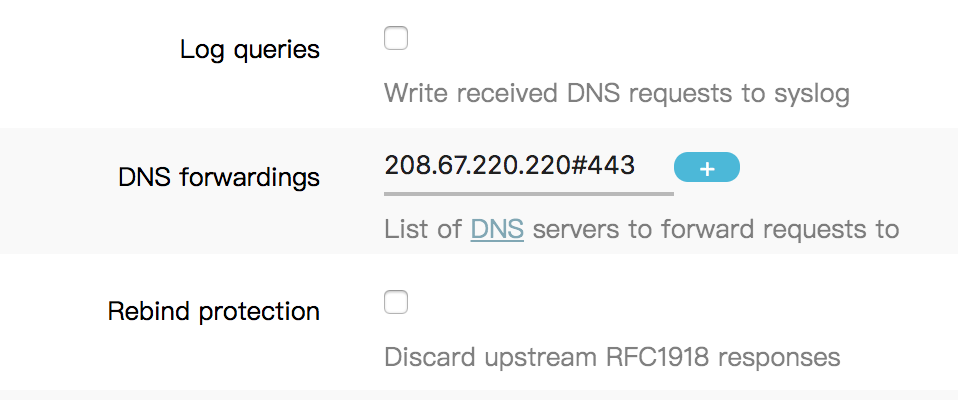 Log queries
Write received DNS requests to syslog
DNS forwardings
208.67.220.220#443
+
List of DNS servers to forward requests to
Rebind protection
Discard upstream RFC1918 responses